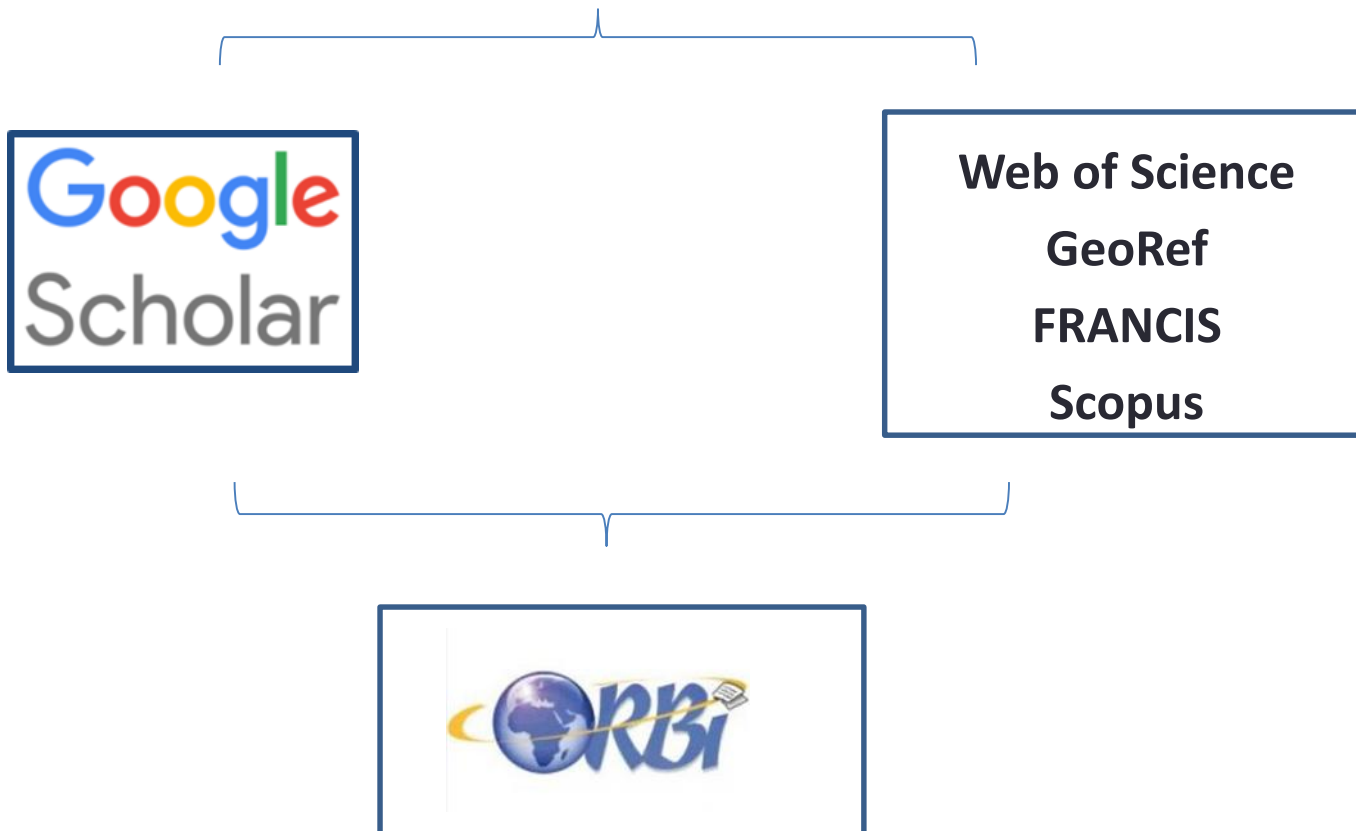 Google
Scholar
Web of Science
GeoRef
FRANCIS
Scopus
ORBi